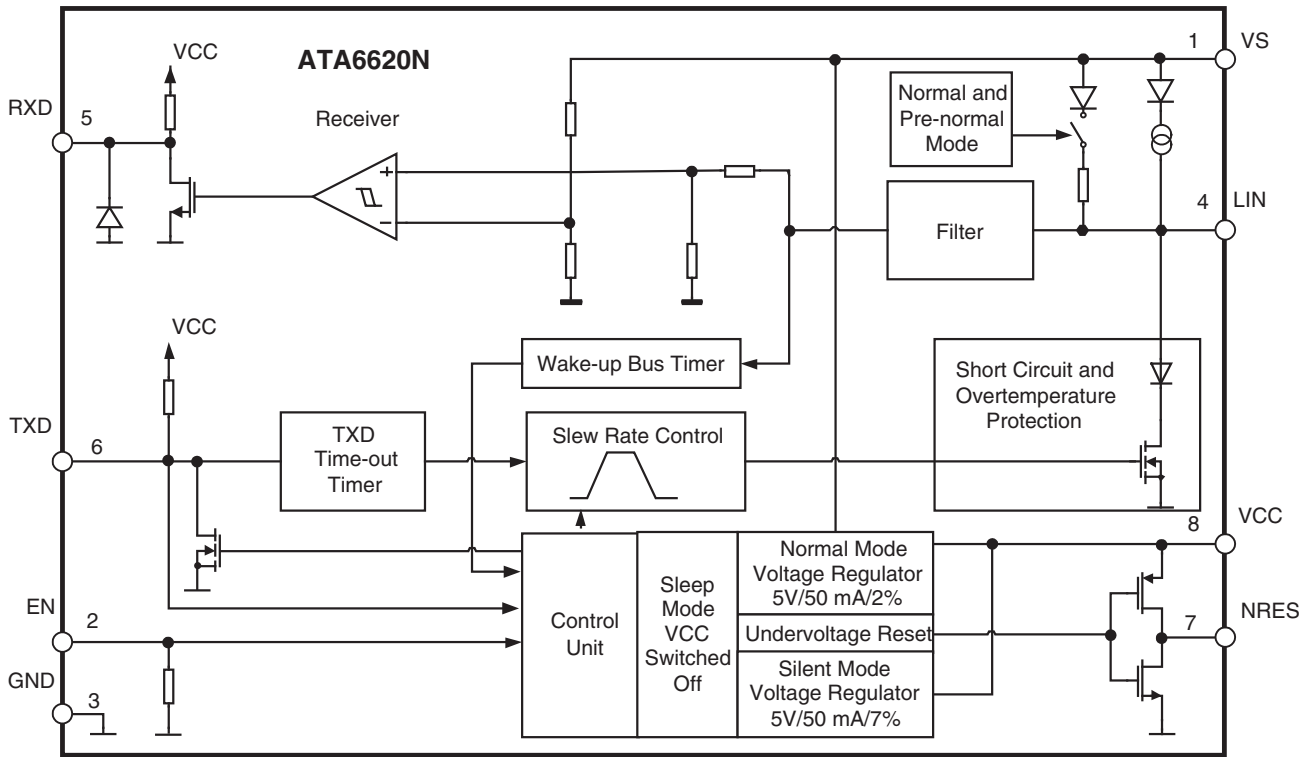 ATA6620N
VCC
RXD
5
Receiver
+
−
Normal and
Pre-normal
Mode
1
VS
4
LIN
Filter
VCC
Wake-up Bus Timer
Short Circuit and
Overtemperature
Protection
TXD
6
TXD
Time-out
Timer
Slew Rate Control
EN
2
GND
3
Control
Unit
Sleep
Mode
VCC
Switched
Off
Normal Mode
Voltage Regulator
5V/50 mA/2%
Undervoltage Reset
Silent Mode
Voltage Regulator
5V/50 mA/7%
8
VCC
7
NRES